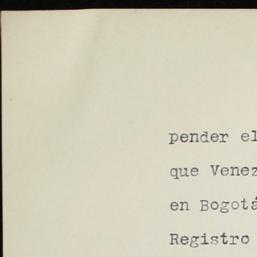 pender el
que Venez
en Bogotá
Registro